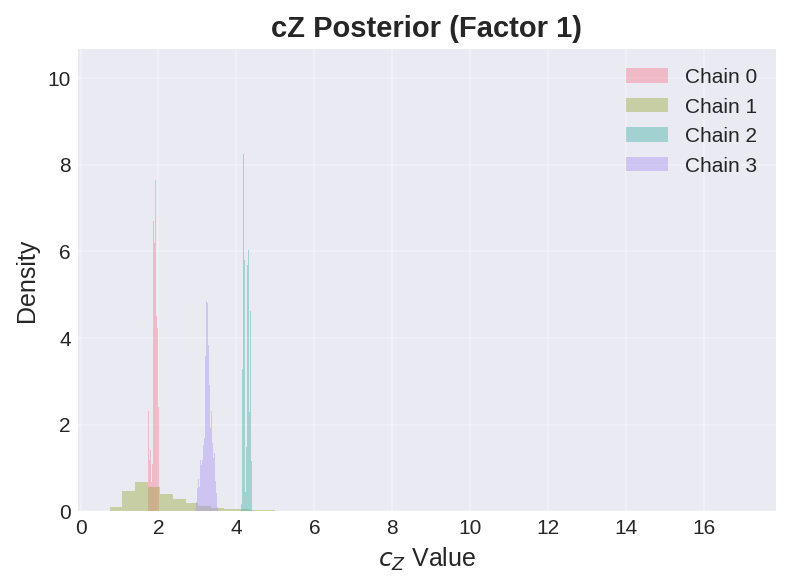 cZ Posterior (Factor 1)
10
8
6
4
2
0
Density
Chain 0
Chain 1
Chain 2
Chain 3
0 2 4 6 8 10 12 14 16
c_Z Value